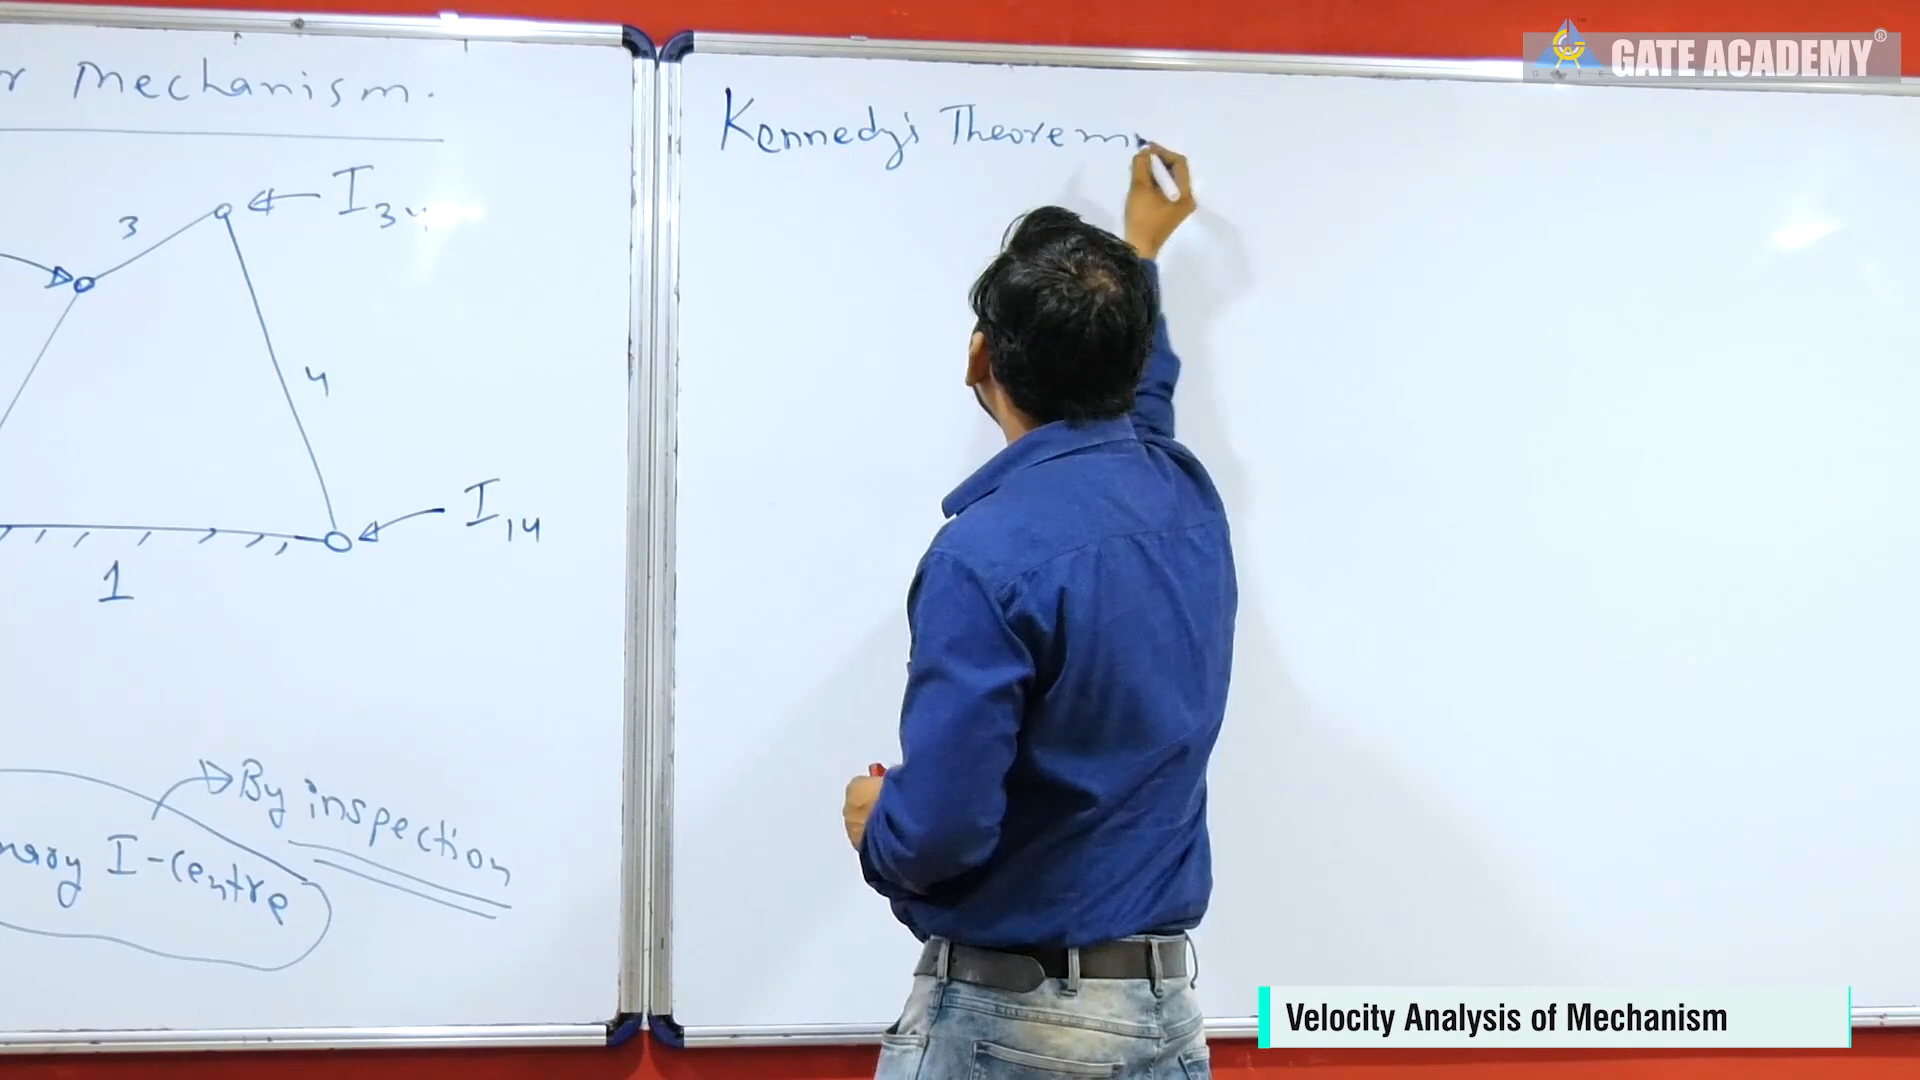 GATE ACADEMY®
Mechanism.
Kennedy's Theorem
3
I34
4
I14
1
By inspection
I-Centre
Velocity Analysis of Mechanism